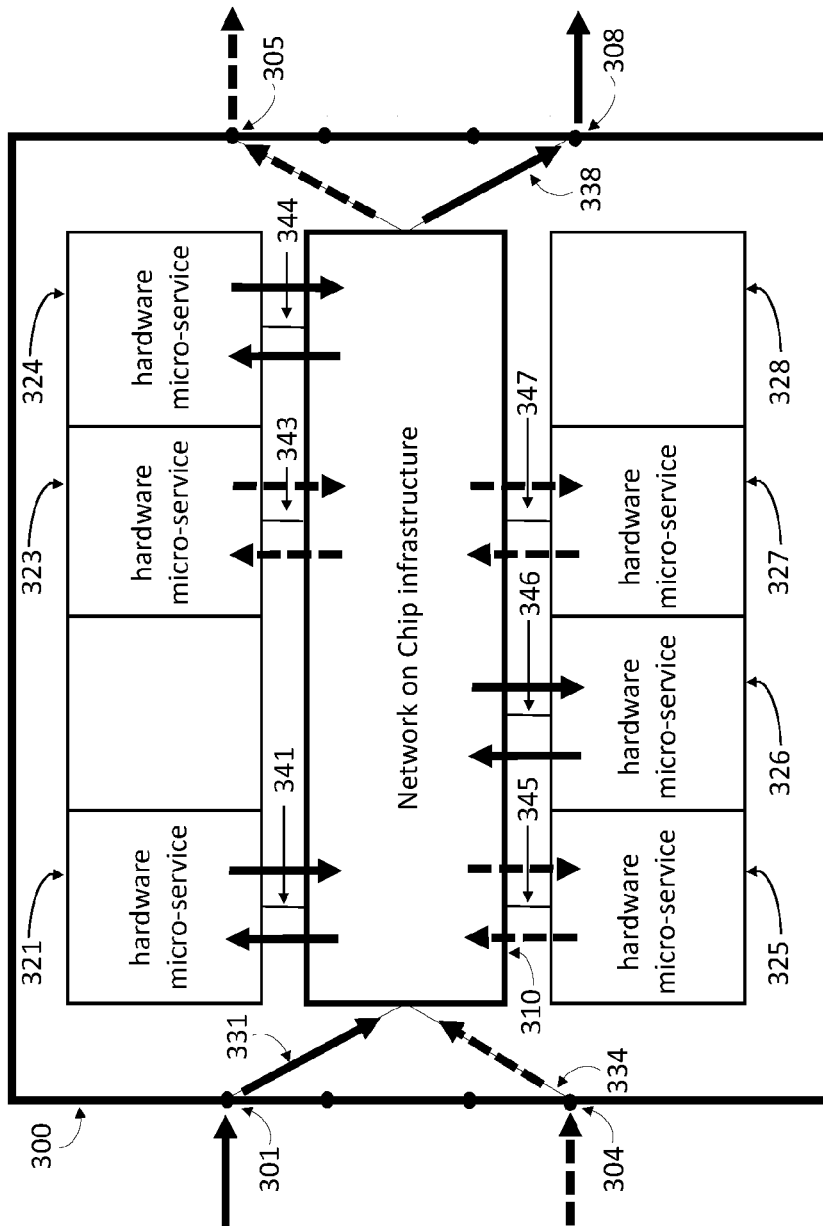 300
321
323
324
hardware
micro-service
hardware
micro-service
hardware
micro-service
331
301
341
343
344
305
Network on Chip infrastructure
310
345
346
347
338
334
304
308
hardware
micro-service
hardware
micro-service
hardware
micro-service
325
326
327
328